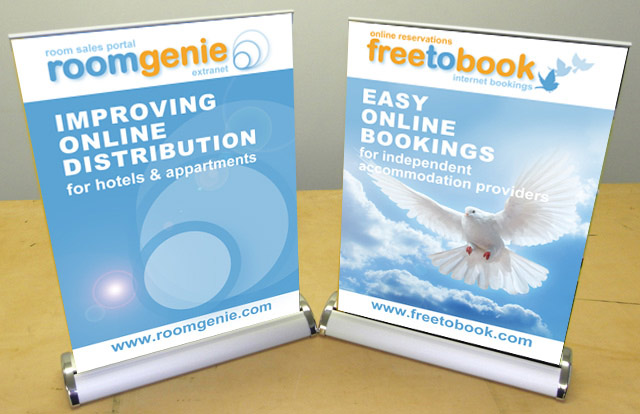 room sales portal
roomgenie
extranet
IMPROVING
ONLINE
DISTRIBUTION
for hotels & appartments
www.roomgenie.com
online reservations
freetobook
internet bookings
EASY
ONLINE
BOOKINGS
for independent
accommodation providers
www.freetobook.com